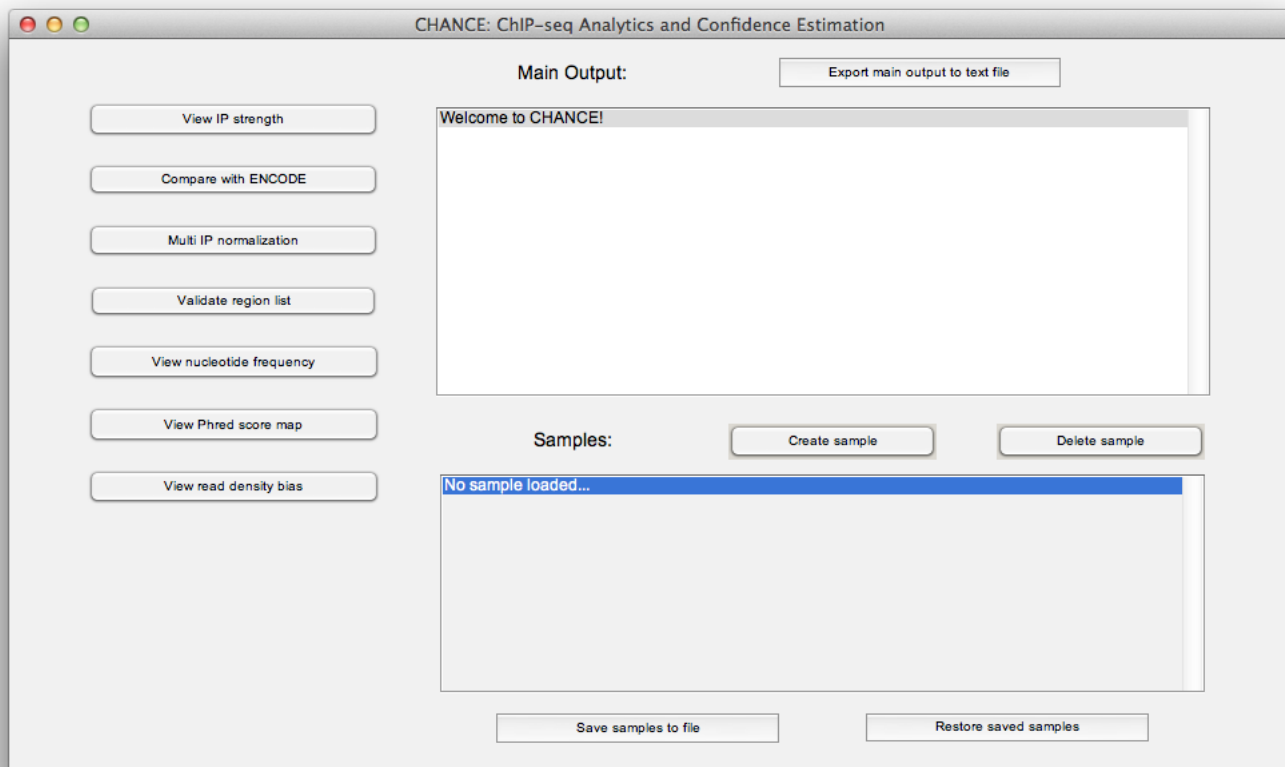 CHANCE: ChIP-seq Analytics and Confidence Estimation
Main Output:
Export main output to text file
View IP strength
Compare with ENCODE
Multi IP normalization
Validate region list
View nucleotide frequency
View Phred score map
View read density bias
Welcome to CHANCE!
Samples:
Create sample
Delete sample
No sample loaded...
Save samples to file
Restore saved samples